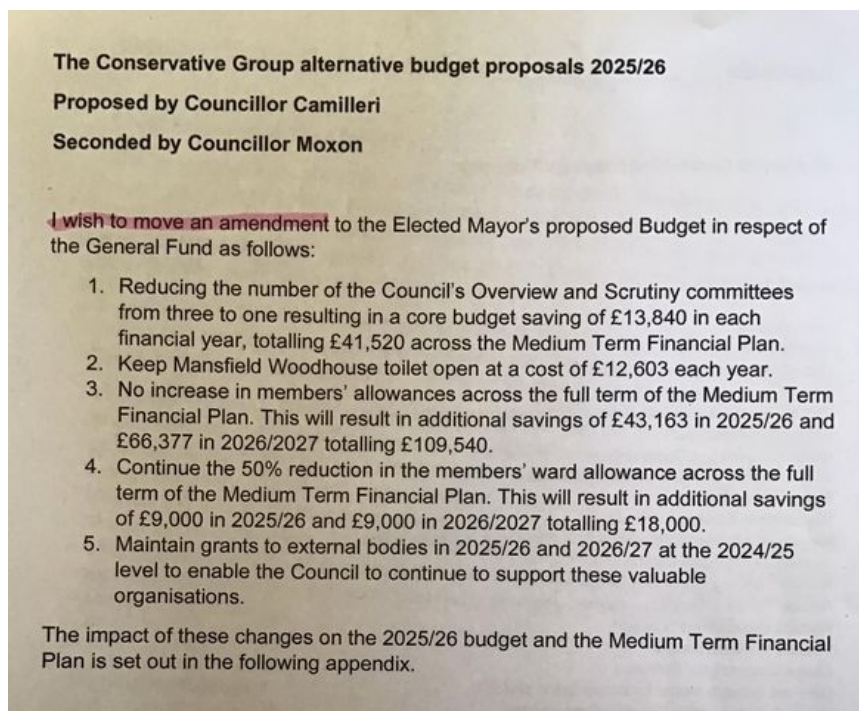 The Conservative Group alternative budget proposals 2025/26
Proposed by Councillor Camilleri
Seconded by Councillor Moxon
I wish to move an amendment to the Elected Mayor's proposed Budget in respect of
the General Fund as follows:
1. Reducing the number of the Council's Overview and Scrutiny committees
from three to one resulting in a core budget saving of £13,840 in each
financial year, totalling £41,520 across the Medium Term Financial Plan.
2. Keep Mansfield Woodhouse toilet open at a cost of £12,603 each year.
3. No increase in members' allowances across the full term of the Medium Term
Financial Plan. This will result in additional savings of £43,163 in 2025/26 and
£66,377 in 2026/2027 totalling £109,540.
4. Continue the 50% reduction in the members' ward allowance across the full
term of the Medium Term Financial Plan. This will result in additional savings
of £9,000 in 2025/26 and £9,000 in 2026/2027 totalling £18,000.
5. Maintain grants to external bodies in 2025/26 and 2026/27 at the 2024/25
level to enable the Council to continue to support these valuable
organisations.
The impact of these changes on the 2025/26 budget and the Medium Term Financial
Plan is set out in the following appendix.